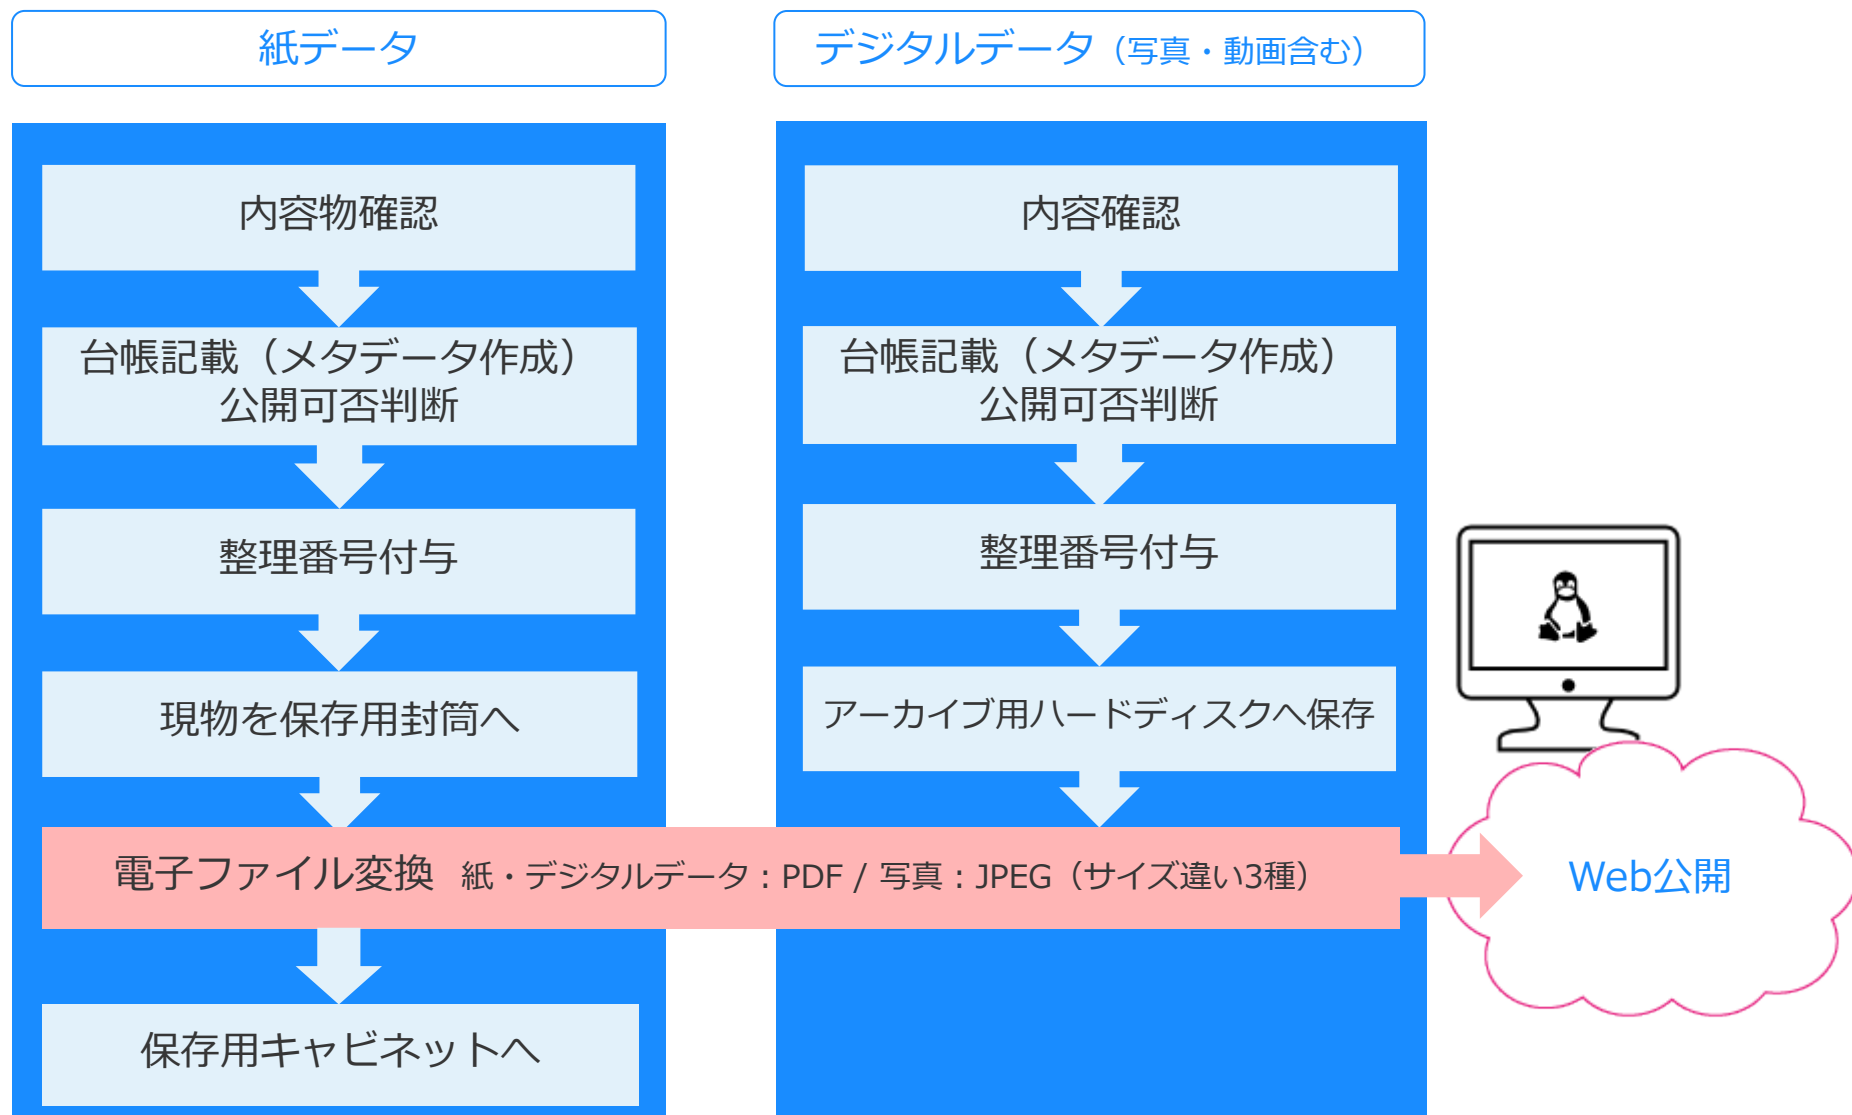 紙データ
内容物確認
台帳記載（メタデータ作成）
公開可否判断
整理番号付与
現物を保存用封筒へ
デジタルデータ（写真・動画含む）
内容確認
台帳記載（メタデータ作成）
公開可否判断
整理番号付与
アーカイブ用ハードディスクへ保存
電子ファイル変換 紙・デジタルデータ：PDF / 写真：JPEG（サイズ違い3種）
Web公開
保存用キャビネットへ